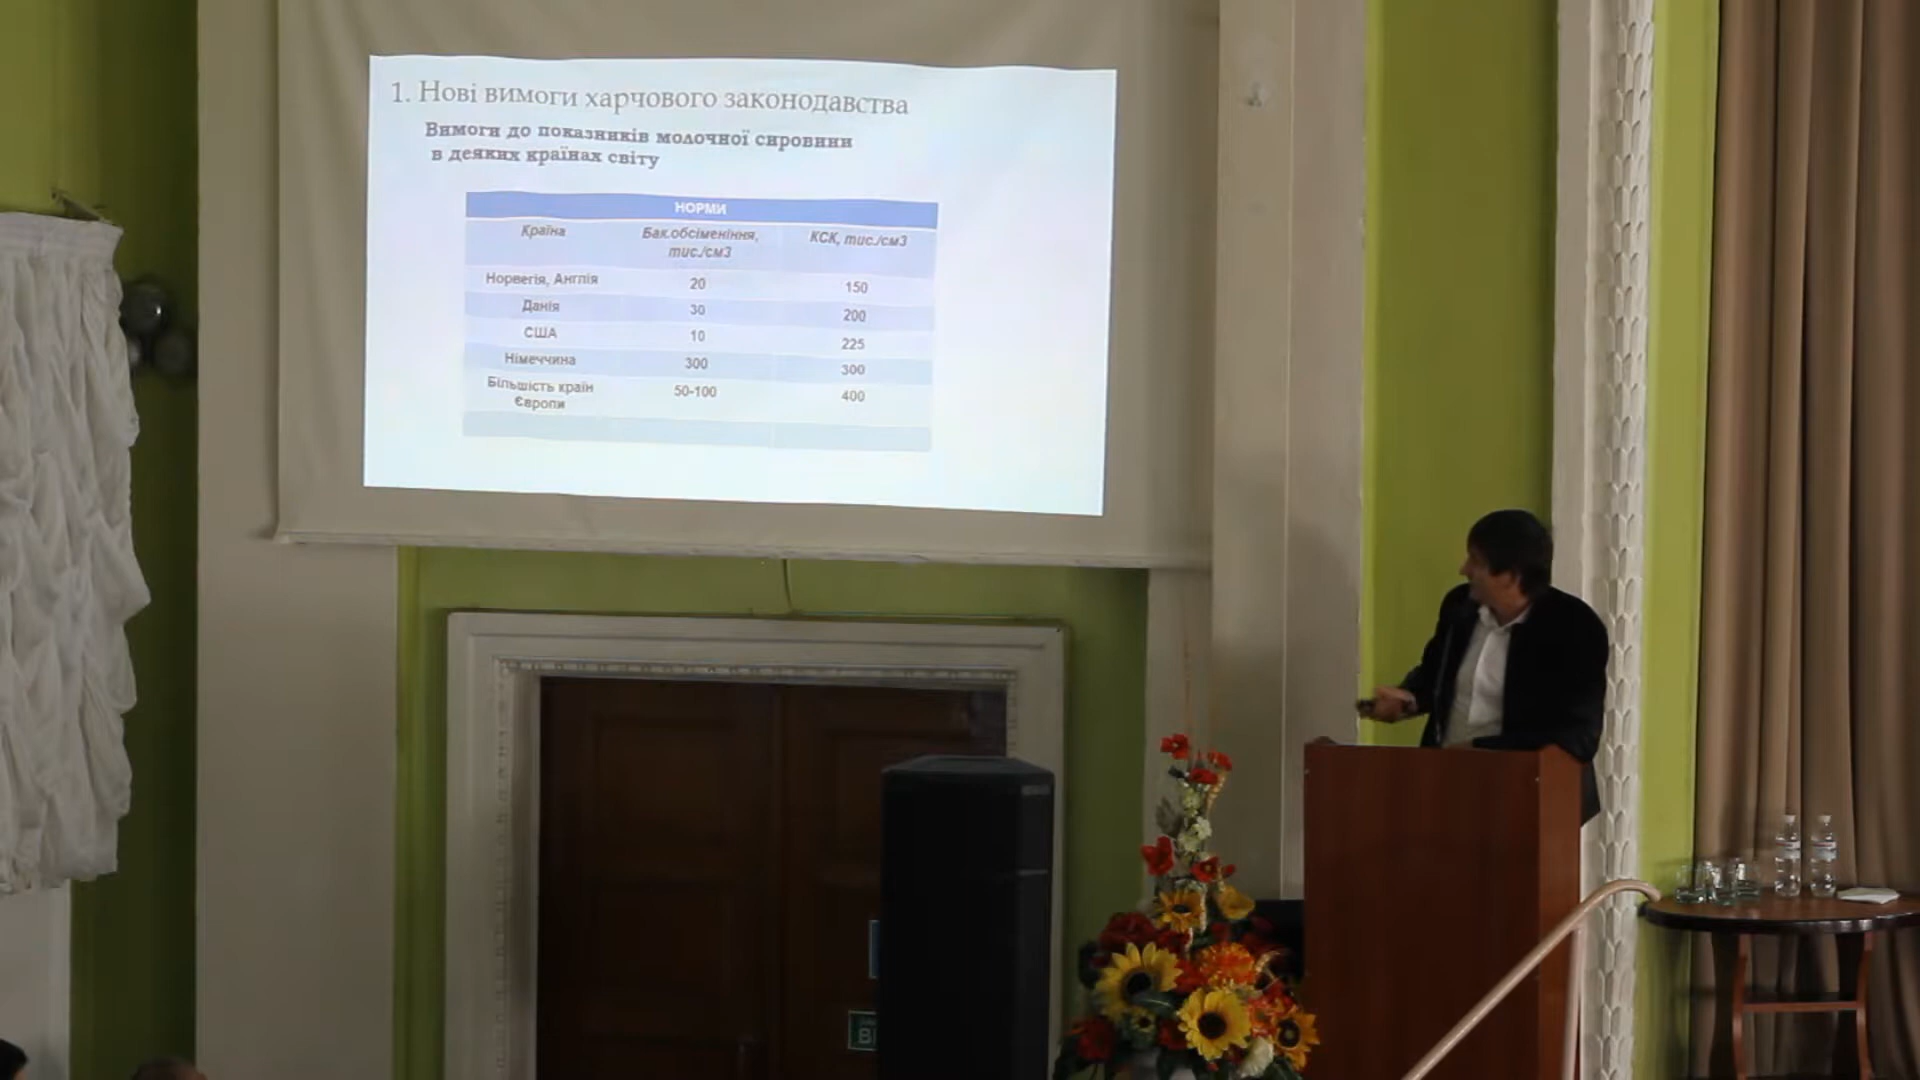 1. Нові вимоги харчового законодавства
Вимоги до показників молочної сировини
в деяких країнах світу
НОРМИ
Країна Бак.обсіменіння, тис./см3 КСК, тис./см3
Норвегія, Англія 20 150
Данія 30 200
США 10 225
Німеччина 300 300
Більшість країн Європи 50-100 400